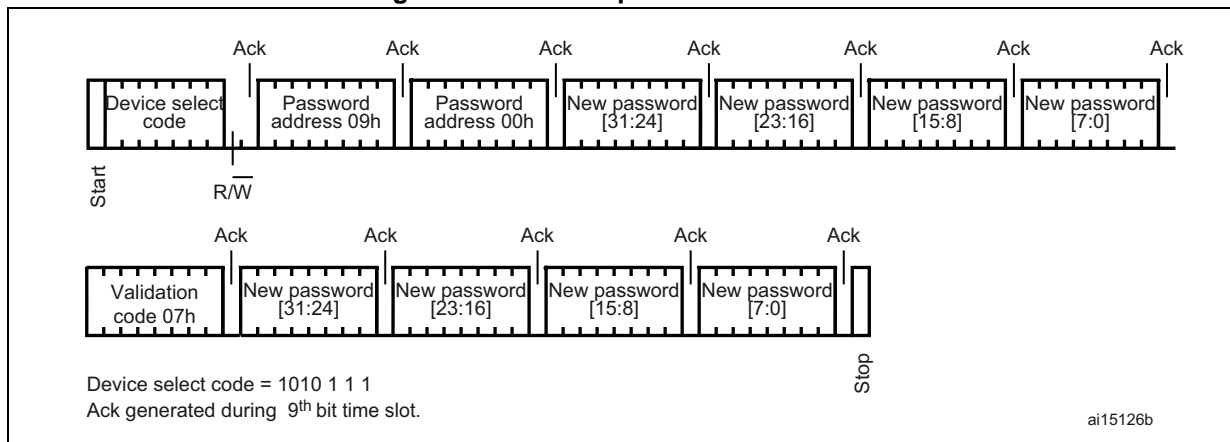 Ack Ack Ack Ack Ack Ack Ack
Device select
code
Password
address 09h
Password
address 00h
New password
[31:24]
New password
[23:16]
New password
[15:8]
New password
[7:0]
Start
R/W
Ack Ack Ack Ack Ack
Validation
code 07h
New password
[31:24]
New password
[23:16]
New password
[15:8]
New password
[7:0]
Stop
Device select code = 1010 1 1 1
Ack generated during 9th bit time slot.
ai15126b